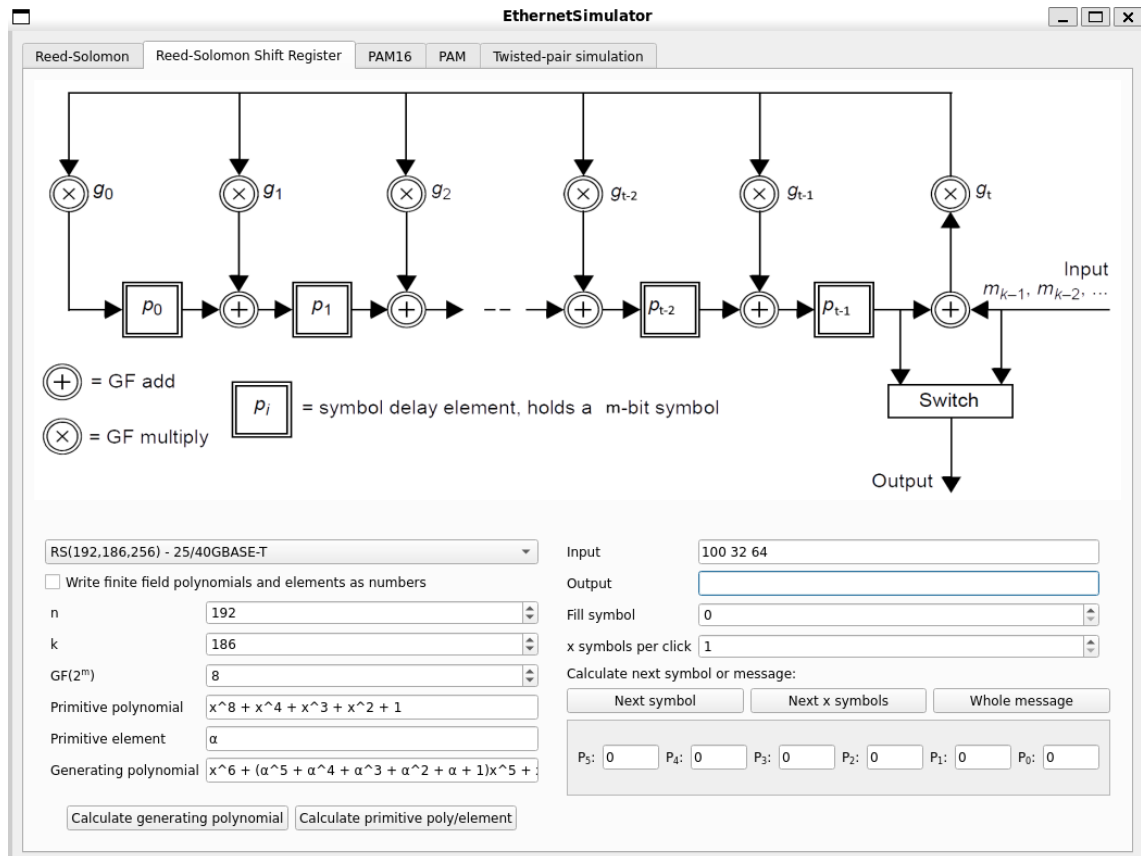 EthernetSimulator
Reed-Solomon
Reed-Solomon Shift Register
PAM16
PAM
Twisted-pair simulation
g₀
g₁
g₂
gₜ₋₂
gₜ₋₁
gₜ
Input
mₖ₋₁, mₖ₋₂, ...
p₀
p₁
pₜ₋₂
pₜ₋₁
= GF add
= GF multiply
pᵢ
= symbol delay element, holds a m-bit symbol
Switch
Output
RS(192,186,256) - 25/40GBASE-T
Write finite field polynomials and elements as numbers
n 192
k 186
GF(2ᵐ) 8
Primitive polynomial x^8 + x^4 + x^3 + x^2 + 1
Primitive element α
Generating polynomial x^6 + (α^5 + α^4 + α^3 + α^2 + α + 1)x^5 +
Calculate generating polynomial
Calculate primitive poly/element
Input 100 32 64
Output
Fill symbol 0
x symbols per click 1
Calculate next symbol or message:
Next symbol
Next x symbols
Whole message
P₅: 0 P₄: 0 P₃: 0 P₂: 0 P₁: 0 P₀: 0